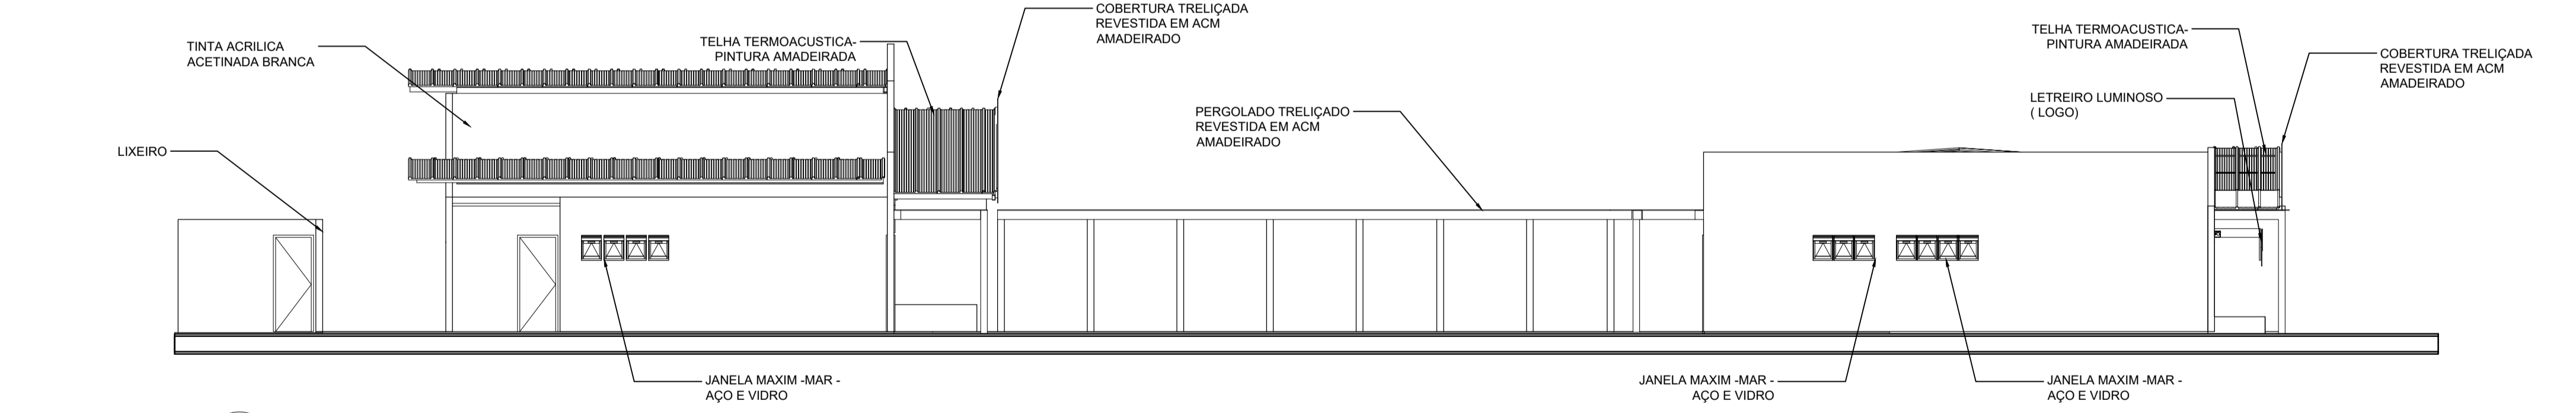 COBERTURA TRELIÇADA
REVESTIDA EM ACM
AMADEIRADO
TINTA ACRILICA
ACETINADA BRANCA
TELHA TERMOACUSTICA-
PINTURA AMADEIRADA
TELHA TERMOACUSTICA-
PINTURA AMADEIRADA
COBERTURA TRELIÇADA
REVESTIDA EM ACM
AMADEIRADO
LETREIRO LUMINOSO
( LOGO)
PERGOLADO TRELIÇADO
REVESTIDA EM ACM
AMADEIRADO
LIXEIRO
JANELA MAXIM -MAR -
AÇO E VIDRO
JANELA MAXIM -MAR -
AÇO E VIDRO
JANELA MAXIM -MAR -
AÇO E VIDRO